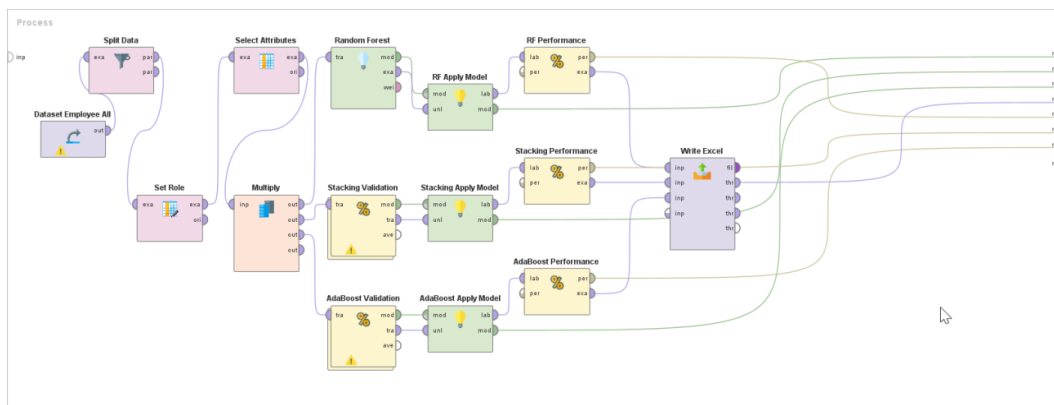 Process
inp
Split Data
exa
par
par
Dataset Employee All
out
Set Role
exa
exa
ori
Select Attributes
exa
exa
ori
Multiply
inp
out
out
out
out
Random Forest
tra
mod
exa
wei
RF Apply Model
mod
unl
lab
mod
RF Performance
lab
per
per
exa
Stacking Validation
tra
mod
tra
ave
Stacking Apply Model
mod
unl
lab
mod
Stacking Performance
lab
per
per
exa
AdaBoost Validation
tra
mod
tra
ave
AdaBoost Apply Model
mod
unl
lab
mod
AdaBoost Performance
lab
per
per
exa
Write Excel
inp
inp
inp
inp
fil
thr
thr
thr
thr